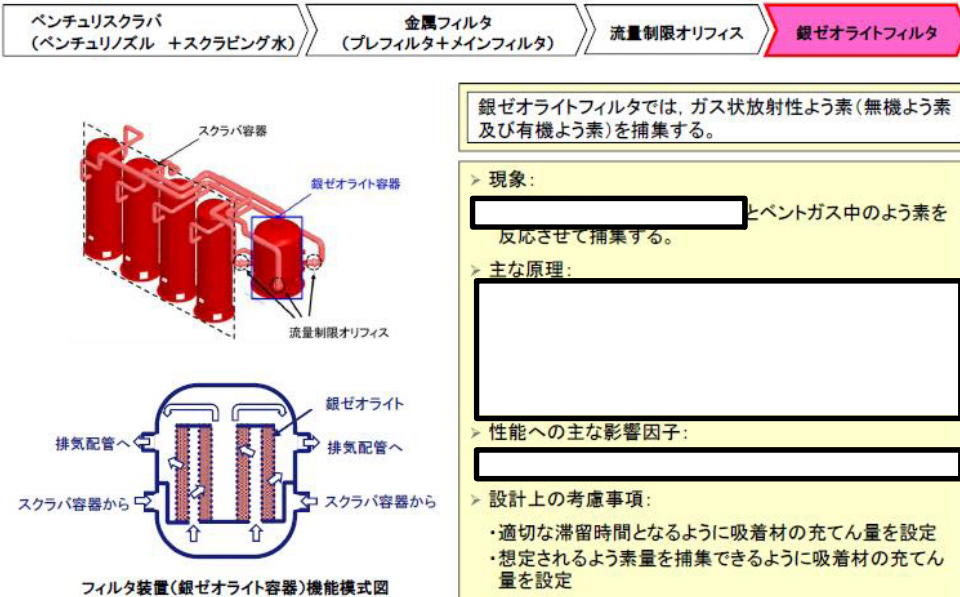 ベンチュリスクラバ
(ベンチュリノズル +スクラビング水)
金属フィルタ
(プレフィルタ+メインフィルタ)
流量制限オリフィス
銀ゼオライトフィルタ
スクラバ容器
銀ゼオライト容器
流量制限オリフィス
銀ゼオライト
排気配管へ
排気配管へ
スクラバ容器から
スクラバ容器から
フィルタ装置(銀ゼオライト容器)機能模式図
銀ゼオライトフィルタでは，ガス状放射性よう素(無機よう素
及び有機よう素)を捕集する。
➢ 現象：
とベントガス中のよう素を
反応させて捕集する。
➢ 主な原理：
➢ 性能への主な影響因子：
➢ 設計上の考慮事項：
・適切な滞留時間となるように吸着材の充てん量を設定
・想定されるよう素量を捕集できるように吸着材の充てん
量を設定